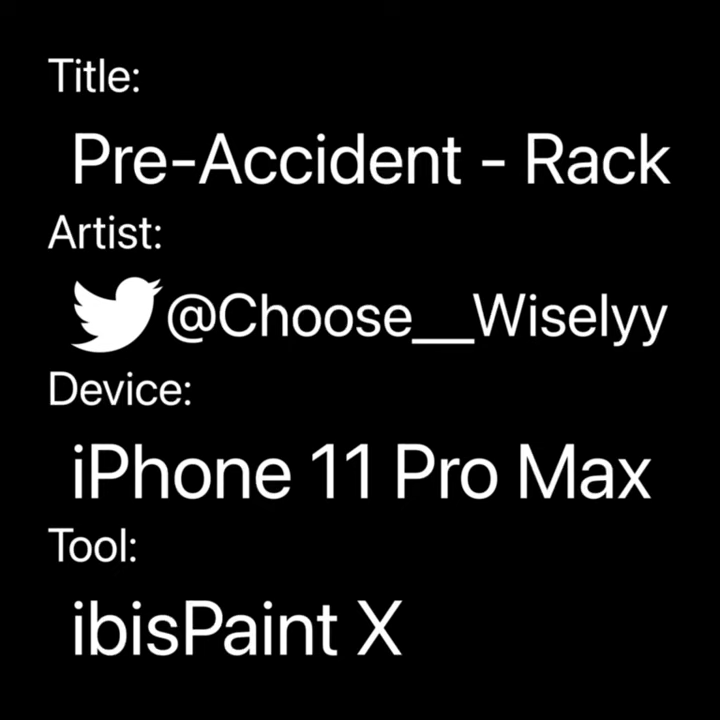 Title:
Pre-Accident - Rack
Artist:
@Choose__Wiselyy
Device:
iPhone 11 Pro Max
Tool:
ibisPaint X